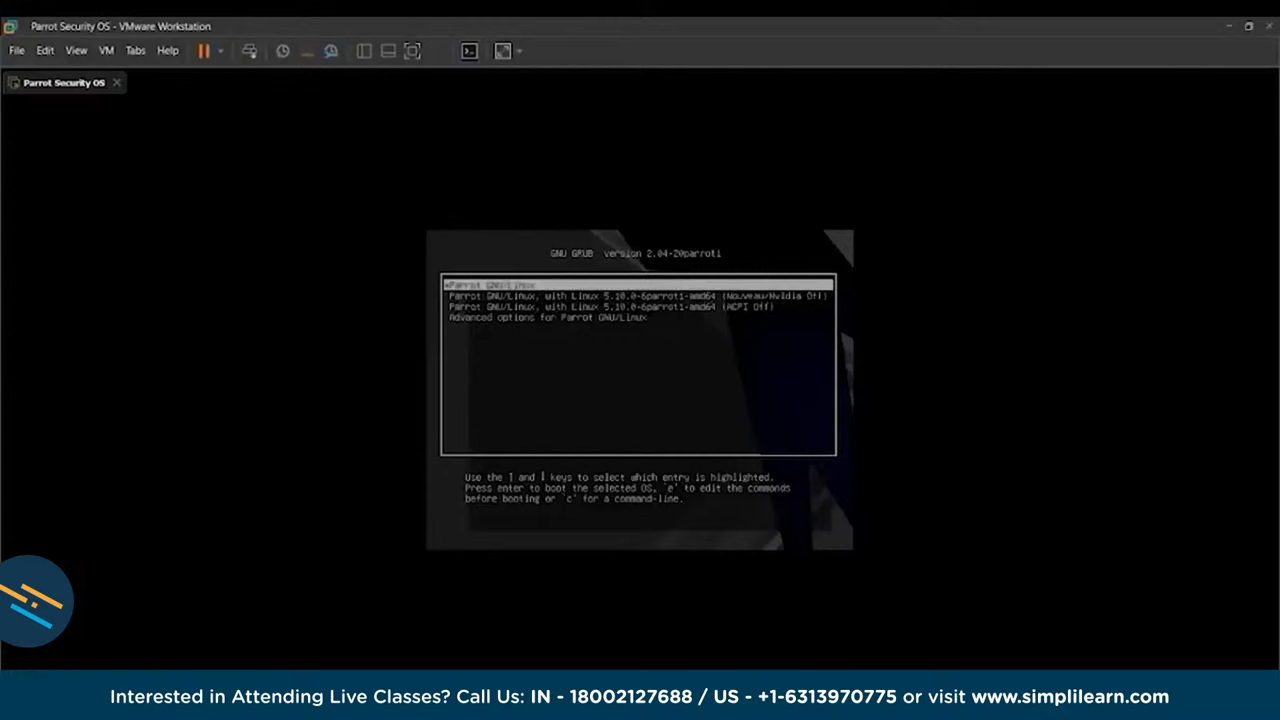 Parrot Security OS - VMware Workstation
File Edit View VM Tabs Help
Parrot Security OS
GNU GRUB version 2.04-20parrot1
*Parrot GNU/Linux
Parrot GNU/Linux, with Linux 5.10.0-6parrot1-amd64 (Nouveau/Nvidia Off)
Parrot GNU/Linux, with Linux 5.10.0-6parrot1-amd64 (ACPI Off)
Advanced options for Parrot GNU/Linux
Use the ↑ and ↓ keys to select which entry is highlighted.
Press enter to boot the selected OS, `e' to edit the commands
before booting or `c' for a command-line.
Interested in Attending Live Classes? Call Us: IN - 18002127688 / US - +1-6313970775 or visit www.simplilearn.com